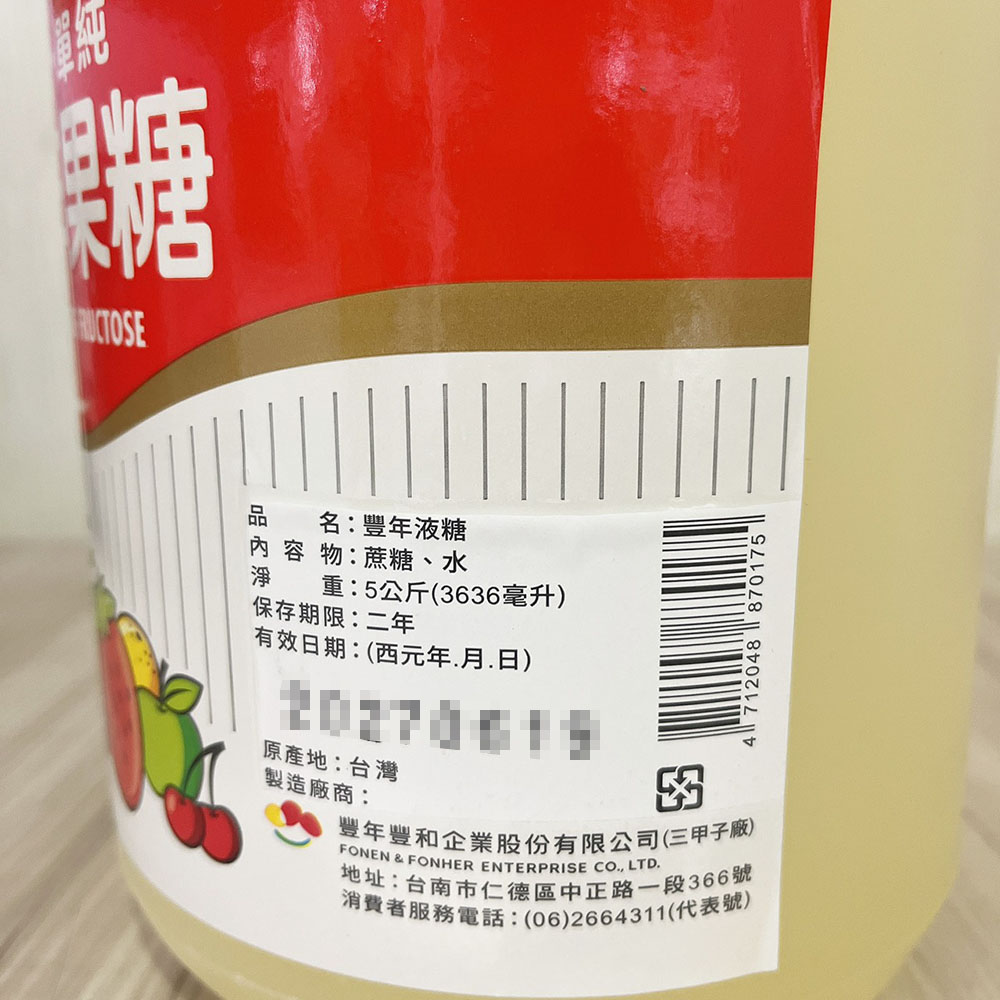 單純
果糖
FRUCTOSE
品名：豐年液糖
內容物：蔗糖、水
淨重：5公斤(3636毫升)
保存期限：二年
有效日期：(西元年.月.日)
原產地：台灣
製造廠商：
豐年豐和企業股份有限公司(三甲子廠)
FONEN & FONHER ENTERPRISE CO., LTD.
地址：台南市仁德區中正路一段366號
消費者服務電話：(06)2664311(代表號)
4 712048 870175